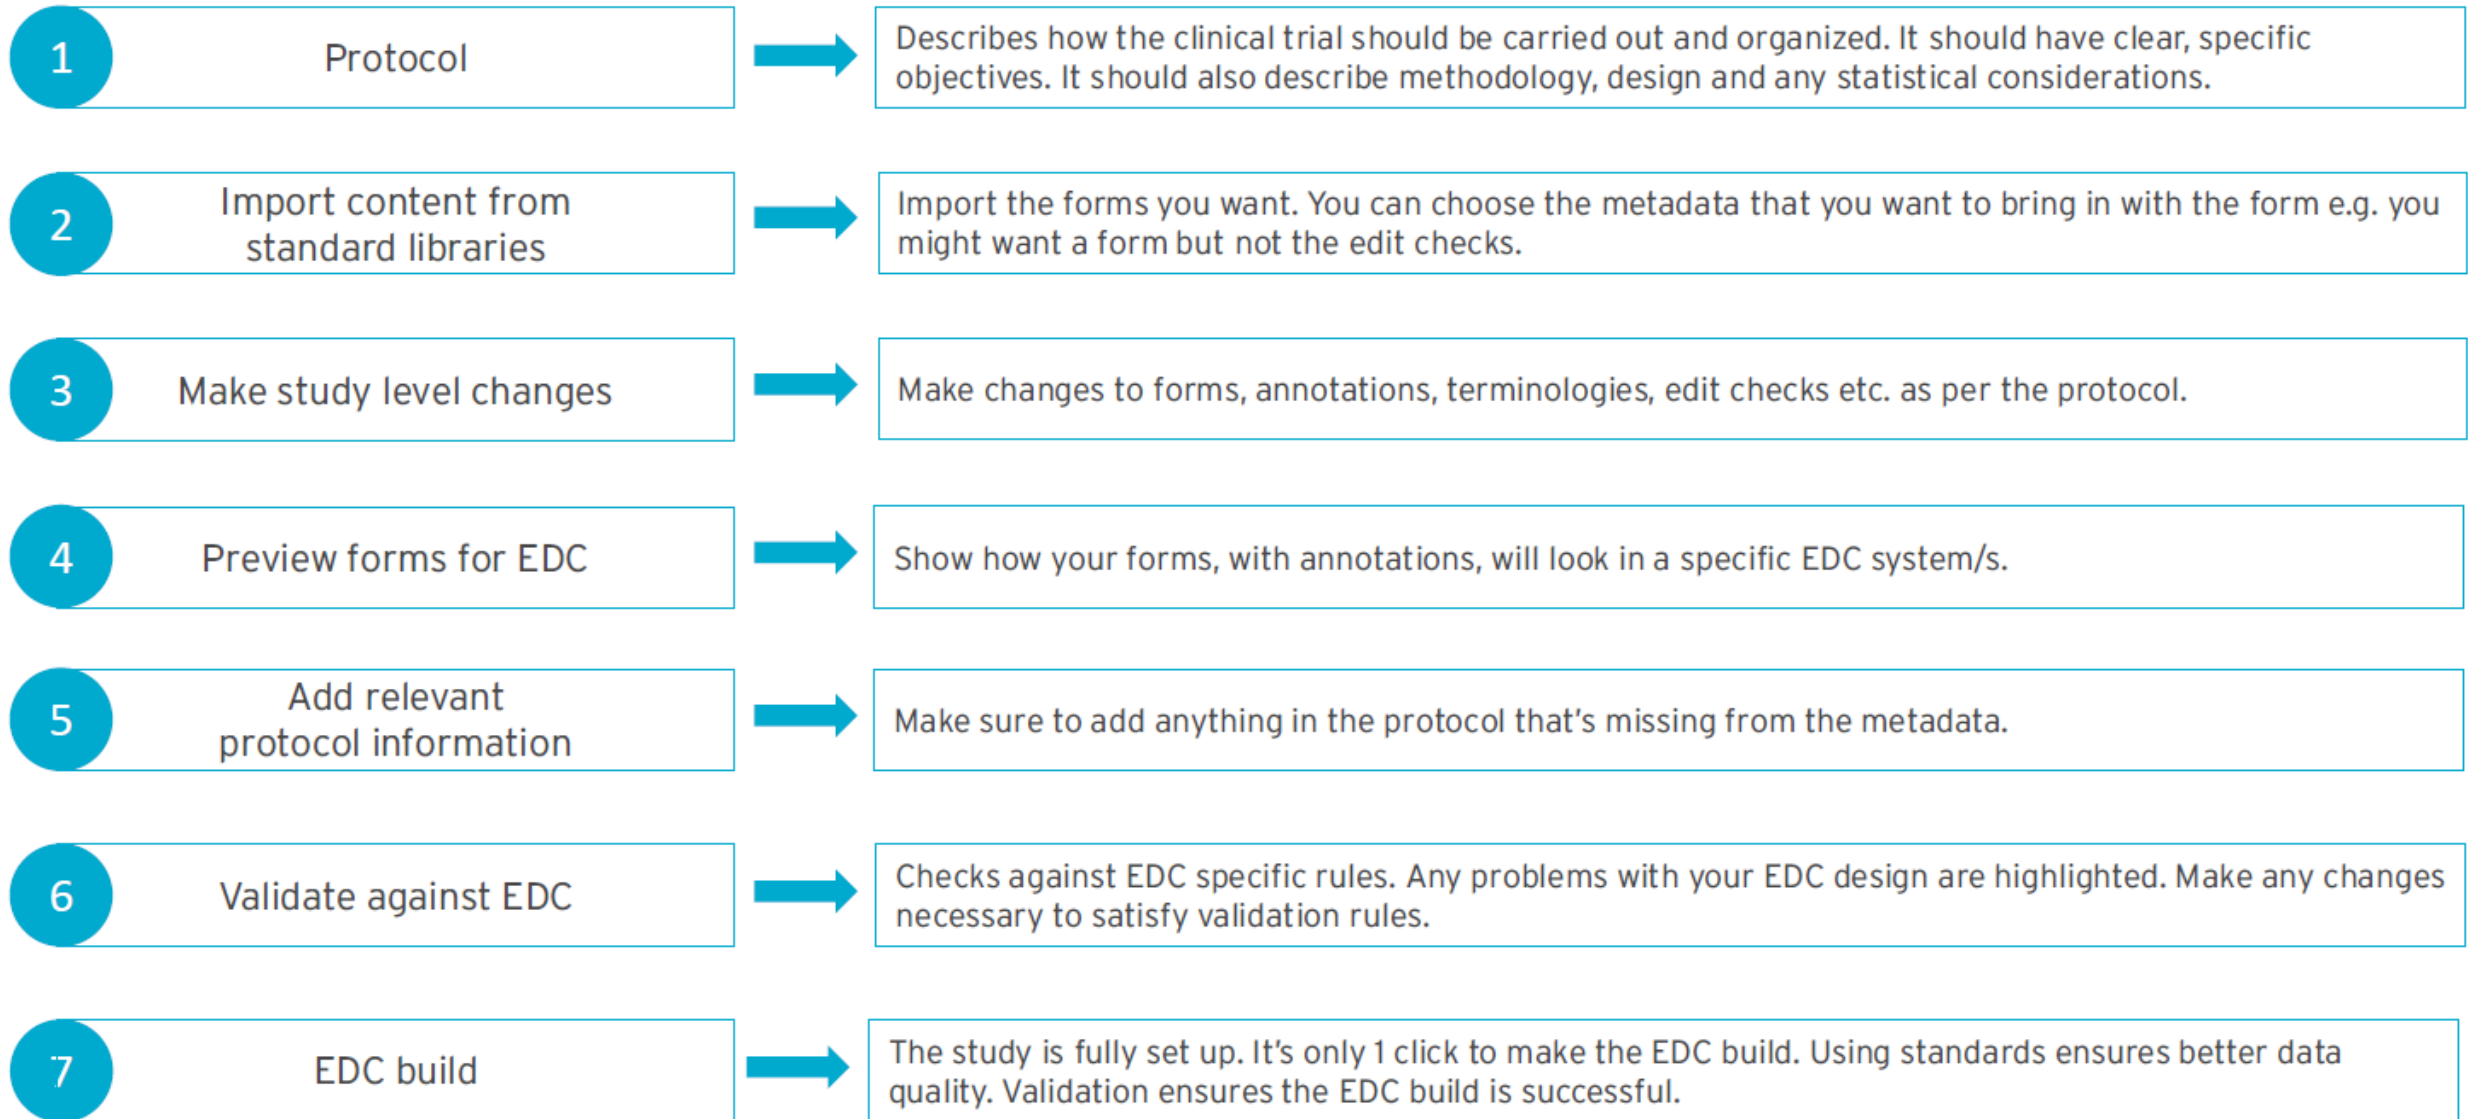 1
Protocol
Describes how the clinical trial should be carried out and organized. It should have clear, specific
objectives. It should also describe methodology, design and any statistical considerations.
2
Import content from
standard libraries
Import the forms you want. You can choose the metadata that you want to bring in with the form e.g. you
might want a form but not the edit checks.
3
Make study level changes
Make changes to forms, annotations, terminologies, edit checks etc. as per the protocol.
4
Preview forms for EDC
Show how your forms, with annotations, will look in a specific EDC system/s.
5
Add relevant
protocol information
Make sure to add anything in the protocol that's missing from the metadata.
6
Validate against EDC
Checks against EDC specific rules. Any problems with your EDC design are highlighted. Make any changes
necessary to satisfy validation rules.
7
EDC build
The study is fully set up. It's only 1 click to make the EDC build. Using standards ensures better data
quality. Validation ensures the EDC build is successful.